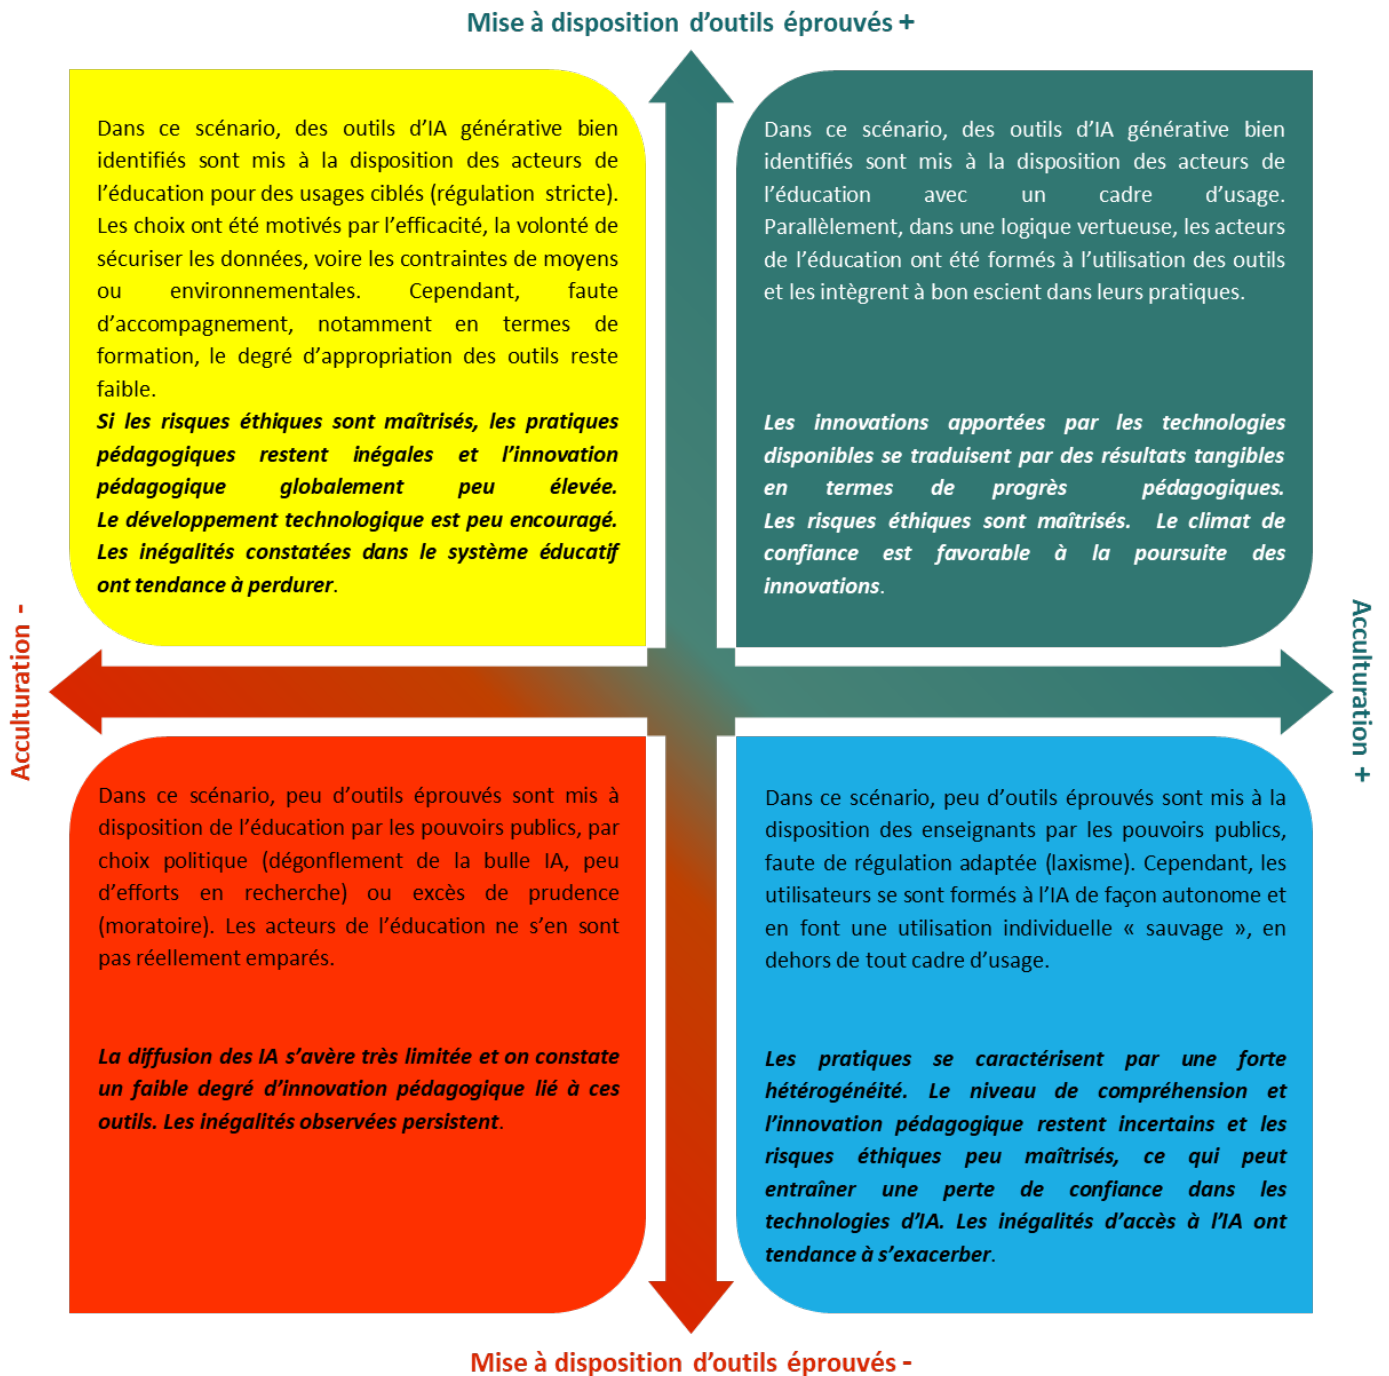 Mise à disposition d’outils éprouvés +
Dans ce scénario, des outils d’IA générative bien
identifiés sont mis à la disposition des acteurs de
l’éducation pour des usages ciblés (régulation stricte).
Les choix ont été motivés par l’efficacité, la volonté de
sécuriser les données, voire les contraintes de moyens
ou environnementales. Cependant, faute
d’accompagnement, notamment en termes de
formation, le degré d’appropriation des outils reste
faible.
Si les risques éthiques sont maîtrisés, les pratiques
pédagogiques restent inégales et l’innovation
pédagogique globalement peu élevée.
Le développement technologique est peu encouragé.
Les inégalités constatées dans le système éducatif
ont tendance à perdurer.
Dans ce scénario, des outils d’IA générative bien
identifiés sont mis à la disposition des acteurs de
l’éducation avec un cadre d’usage.
Parallèlement, dans une logique vertueuse, les acteurs
de l’éducation ont été formés à l’utilisation des outils
et les intègrent à bon escient dans leurs pratiques.
Les innovations apportées par les technologies
disponibles se traduisent par des résultats tangibles
en termes de progrès pédagogiques.
Les risques éthiques sont maîtrisés. Le climat de
confiance est favorable à la poursuite des
innovations.
Acculturation -
Acculturation +
Dans ce scénario, peu d’outils éprouvés sont mis à
disposition de l’éducation par les pouvoirs publics, par
choix politique (dégonflement de la bulle IA, peu
d’efforts en recherche) ou excès de prudence
(moratoire). Les acteurs de l’éducation ne s’en sont
pas réellement emparés.
La diffusion des IA s’avère très limitée et on constate
un faible degré d’innovation pédagogique lié à ces
outils. Les inégalités observées persistent.
Dans ce scénario, peu d’outils éprouvés sont mis à la
disposition des enseignants par les pouvoirs publics,
faute de régulation adaptée (laxisme). Cependant, les
utilisateurs se sont formés à l’IA de façon autonome et
en font une utilisation individuelle « sauvage », en
dehors de tout cadre d’usage.
Les pratiques se caractérisent par une forte
hétérogénéité. Le niveau de compréhension et
l’innovation pédagogique restent incertains et les
risques éthiques peu maîtrisés, ce qui peut
entraîner une perte de confiance dans les
technologies d’IA. Les inégalités d’accès à l’IA ont
tendance à s’exacerber.
Mise à disposition d’outils éprouvés -